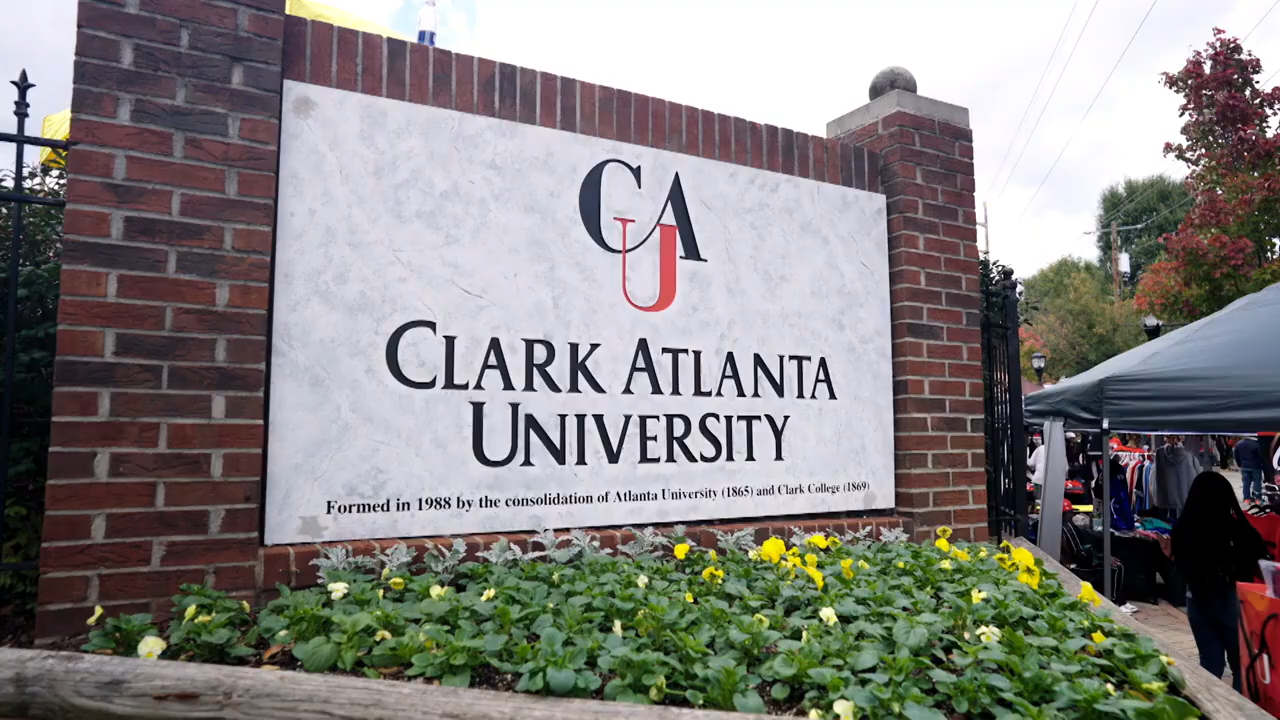 CAU
CLARK ATLANTA
UNIVERSITY
Formed in 1988 by the consolidation of Atlanta University (1865) and Clark College (1869)